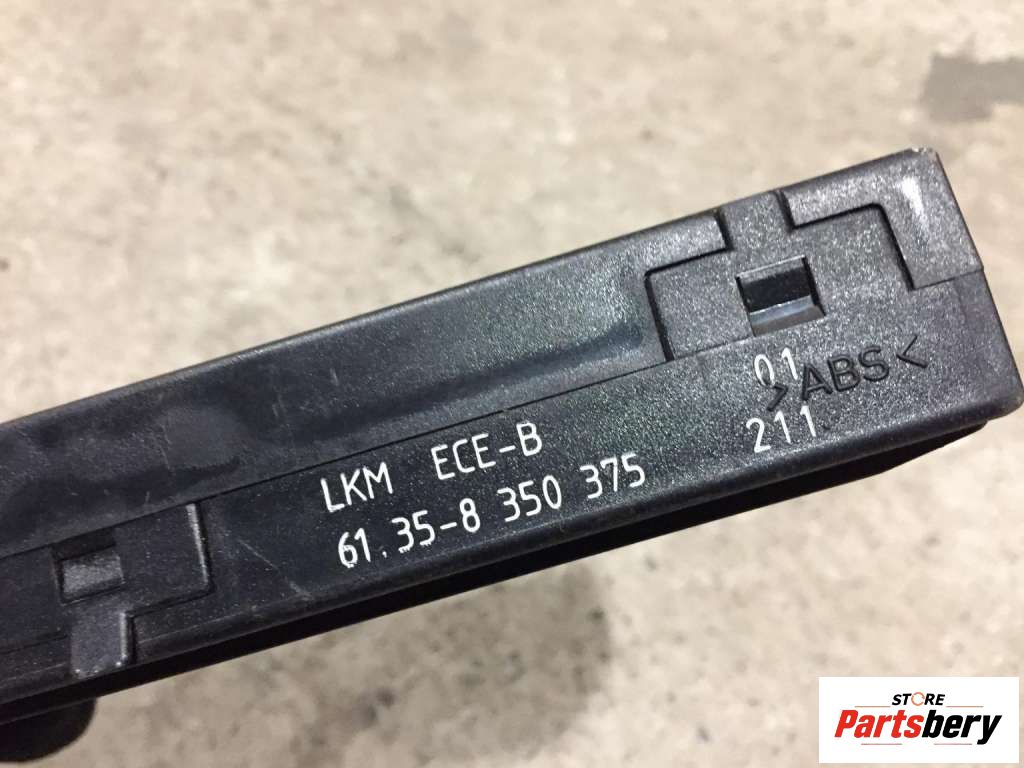 LKM ECE-B 01
61.35-8 350 375 211
>ABS<
STORE
Partsbery